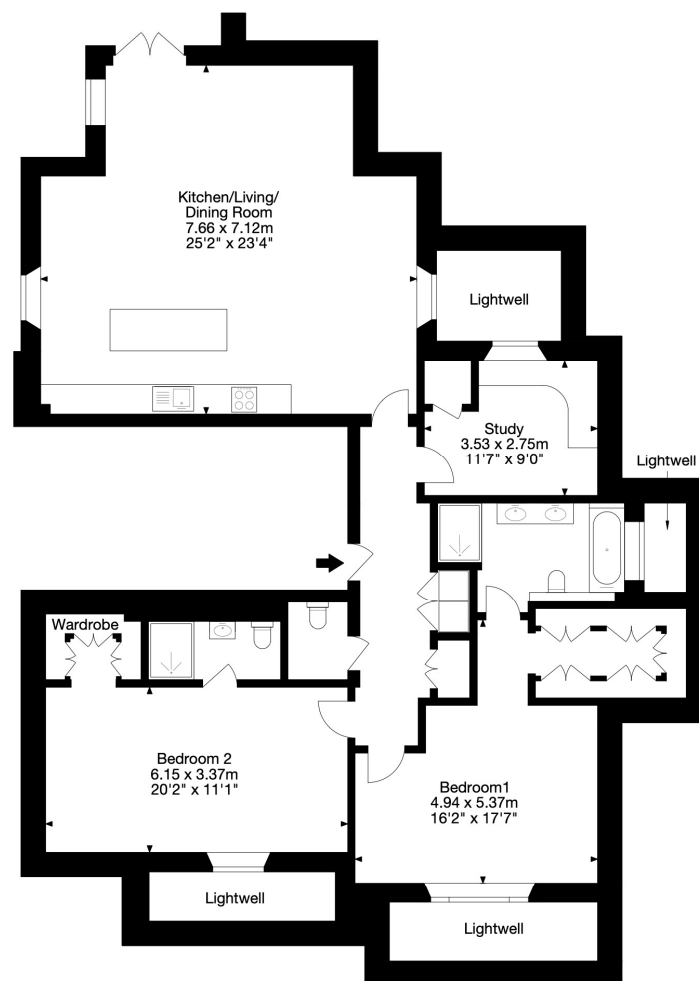 Kitchen/Living/
Dining Room
7.66 x 7.12m
25'2" x 23'4"
Lightwell
Study
3.53 x 2.75m
11'7" x 9'0"
Lightwell
Wardrobe
Bedroom 2
6.15 x 3.37m
20'2" x 11'1"
Bedroom1
4.94 x 5.37m
16'2" x 17'7"
Lightwell
Lightwell